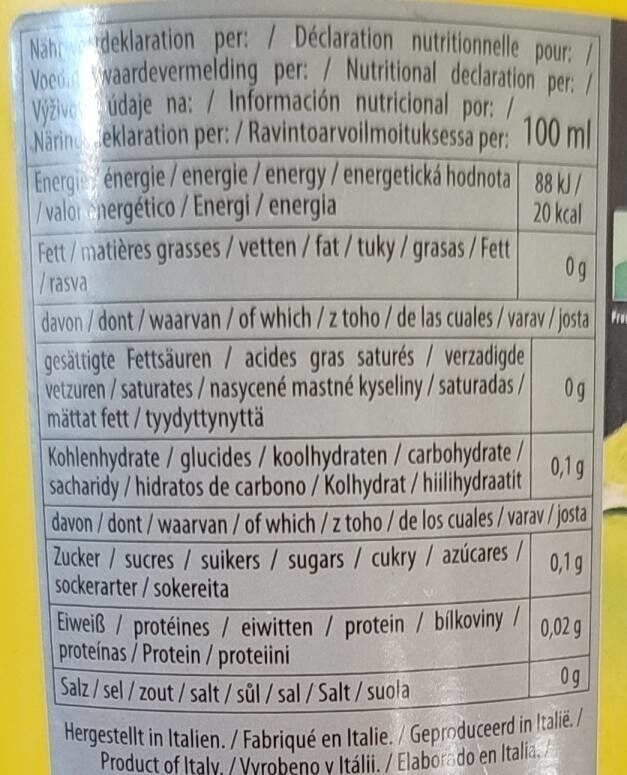 deklaration per: / Déclaration nutritionnelle pour: /
waardevermelding per: / Nutritional declaration per: /
údaje na: / Información nutricional por: /
eklaration per: / Ravintoarvoilmoituksessa per: 100 ml
Energie / énergie / energie / energy / energetická hodnota 88 kJ /
/ valor energético / Energi / energia 20 kcal
Fett / matières grasses / vetten / fat / tuky / grasas / Fett
/ rasva 0 g
davon / dont / waarvan / of which / z toho / de las cuales / varav / josta
gesättigte Fettsäuren / acides gras saturés / verzadigde
vetzuren / saturates / nasycené mastné kyseliny / saturadas / 0 g
mättat fett / tyydyttynyttä
Kohlenhydrate / glucides / koolhydraten / carbohydrate / 0,1 g
sacharidy / hidratos de carbono / Kolhydrat / hiilihydraatit
davon / dont / waarvan / of which / z toho / de los cuales / varav / josta
Zucker / sucres / suikers / sugars / cukry / azúcares / 0,1 g
sockerarter / sokereita
Eiweiß / protéines / eiwitten / protein / bílkoviny / 0,02 g
proteínas / Protein / proteiini
Salz / sel / zout / salt / sůl / sal / Salt / suola 0 g
Hergestellt in Italien. / Fabriqué en Italie. / Geproduceerd in Italië. /
Product of Italy. / Vyrobeno v Itálii. / Elaborado en Italia. /